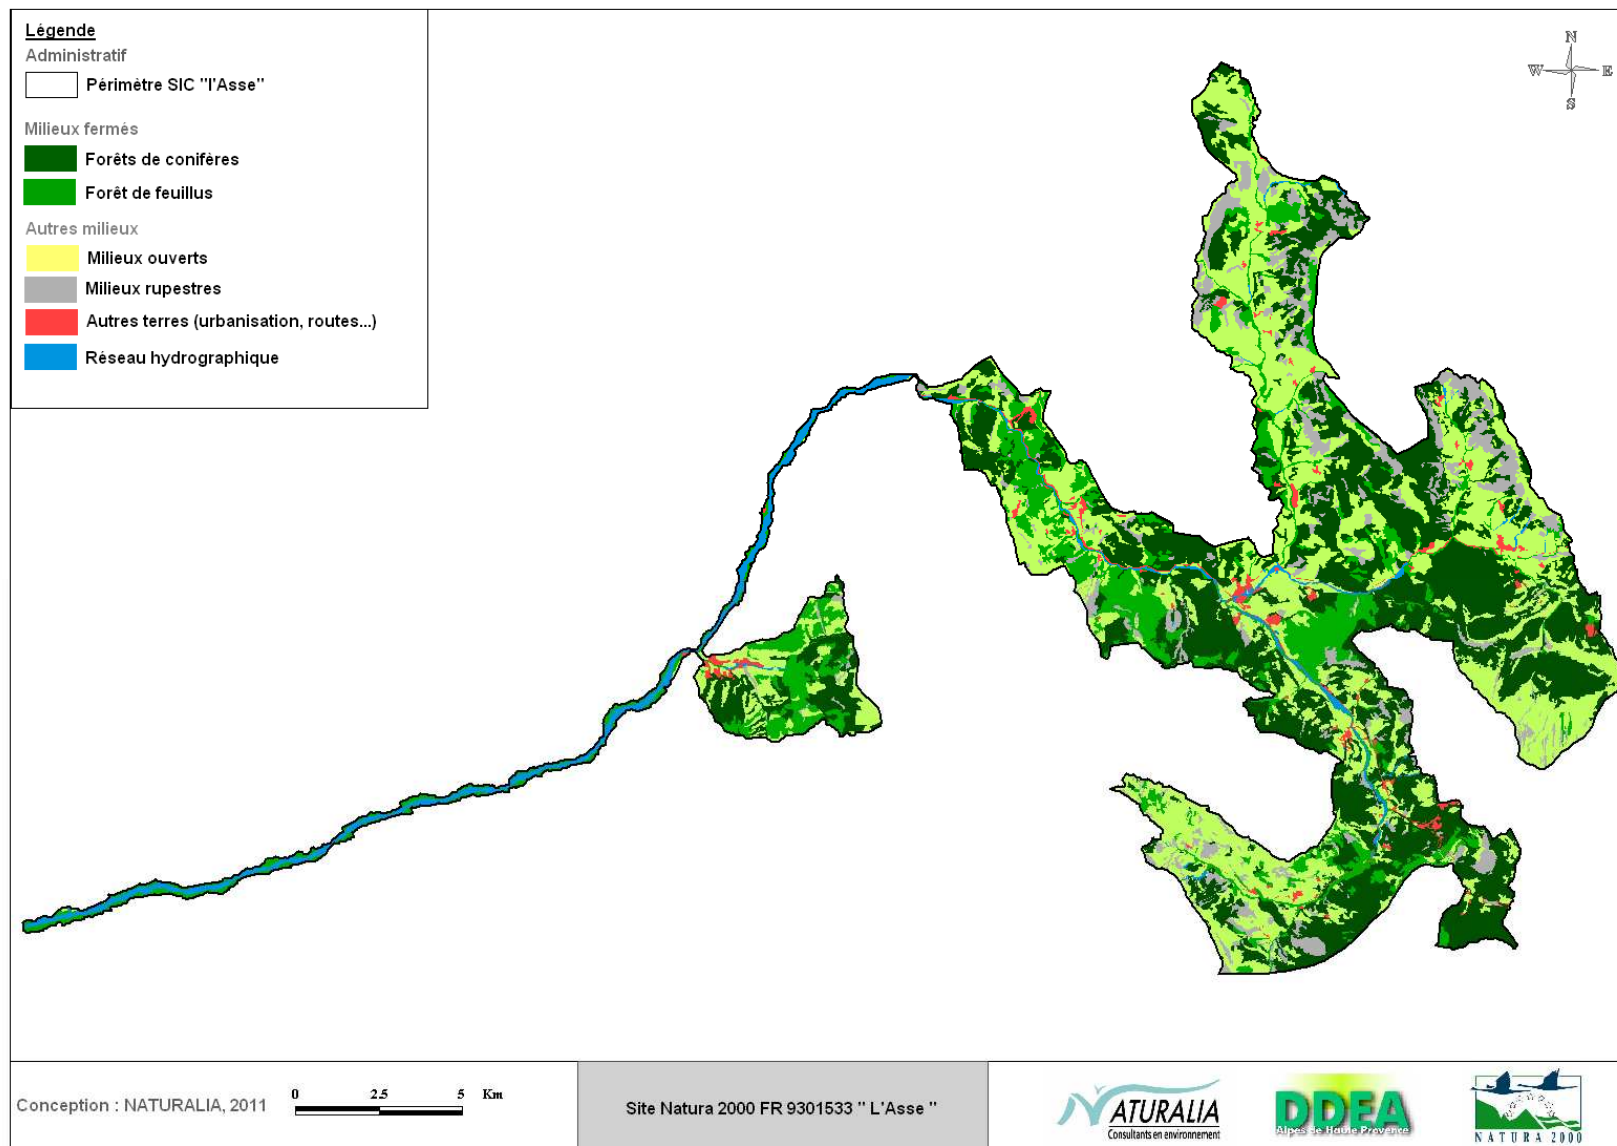 Légende
Administratif
Périmètre SIC "l'Asse"
Milieux fermés
Forêts de conifères
Forêt de feuillus
Autres milieux
Milieux ouverts
Milieux rupestres
Autres terres (urbanisation, routes...)
Réseau hydrographique
N
W E
S
Conception : NATURALIA, 2011
0 2.5 5 Km
Site Natura 2000 FR 9301533 " L'Asse "
NATURALIA
Consultants en environnement
DDEA
Alpes de Haute Provence
NATURA 2000